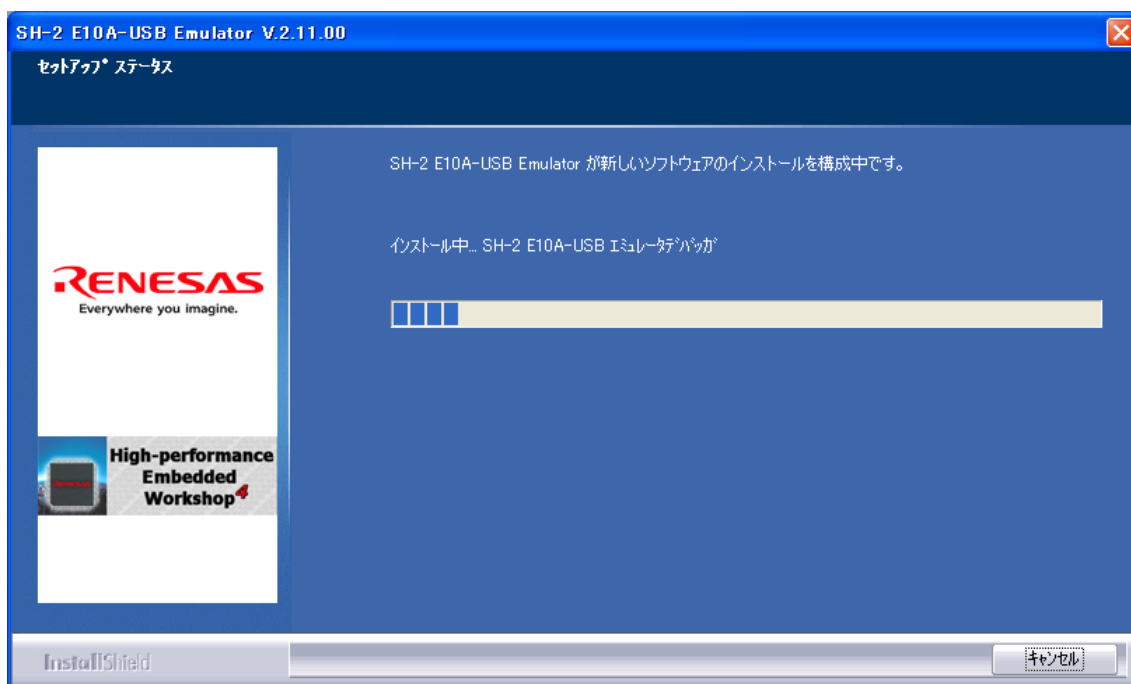 SH-2 E10A-USB Emulator V.2.11.00
ｾｯﾄｱｯﾌﾟ ｽﾃｰﾀｽ
SH-2 E10A-USB Emulator が新しいソフトウェアのインストールを構成中です。
インストール中... SH-2 E10A-USB ｴﾐｭﾚｰﾀﾃﾞﾊﾞｯｶﾞ
RENESAS
Everywhere you imagine.
High-performance
Embedded
Workshop4
InstallShield
キャンセル